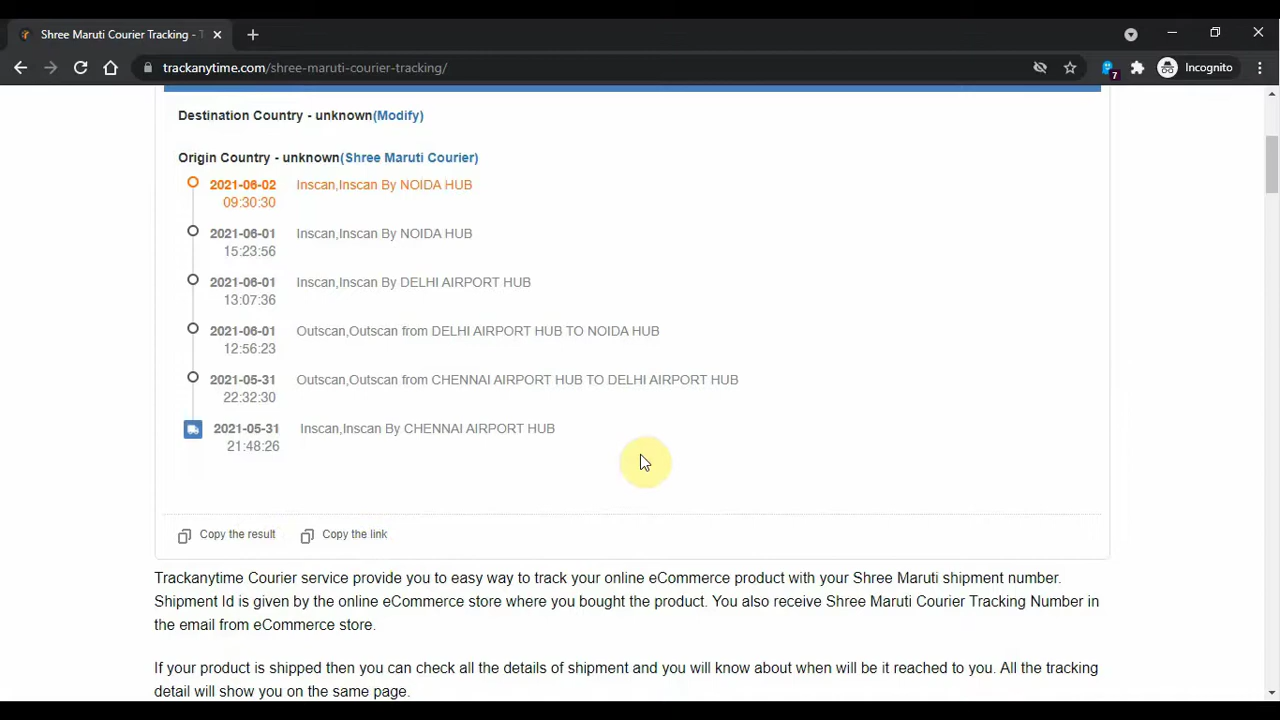 Shree Maruti Courier Tracking - T
trackanytime.com/shree-maruti-courier-tracking/
7
Incognito
Destination Country - unknown(Modify)
Origin Country - unknown(Shree Maruti Courier)
2021-06-02 Inscan,Inscan By NOIDA HUB
09:30:30
2021-06-01 Inscan,Inscan By NOIDA HUB
15:23:56
2021-06-01 Inscan,Inscan By DELHI AIRPORT HUB
13:07:36
2021-06-01 Outscan,Outscan from DELHI AIRPORT HUB TO NOIDA HUB
12:56:23
2021-05-31 Outscan,Outscan from CHENNAI AIRPORT HUB TO DELHI AIRPORT HUB
22:32:30
2021-05-31 Inscan,Inscan By CHENNAI AIRPORT HUB
21:48:26
Copy the result Copy the link
Trackanytime Courier service provide you to easy way to track your online eCommerce product with your Shree Maruti shipment number.
Shipment Id is given by the online eCommerce store where you bought the product. You also receive Shree Maruti Courier Tracking Number in
the email from eCommerce store.
If your product is shipped then you can check all the details of shipment and you will know about when will be it reached to you. All the tracking
detail will show you on the same page.